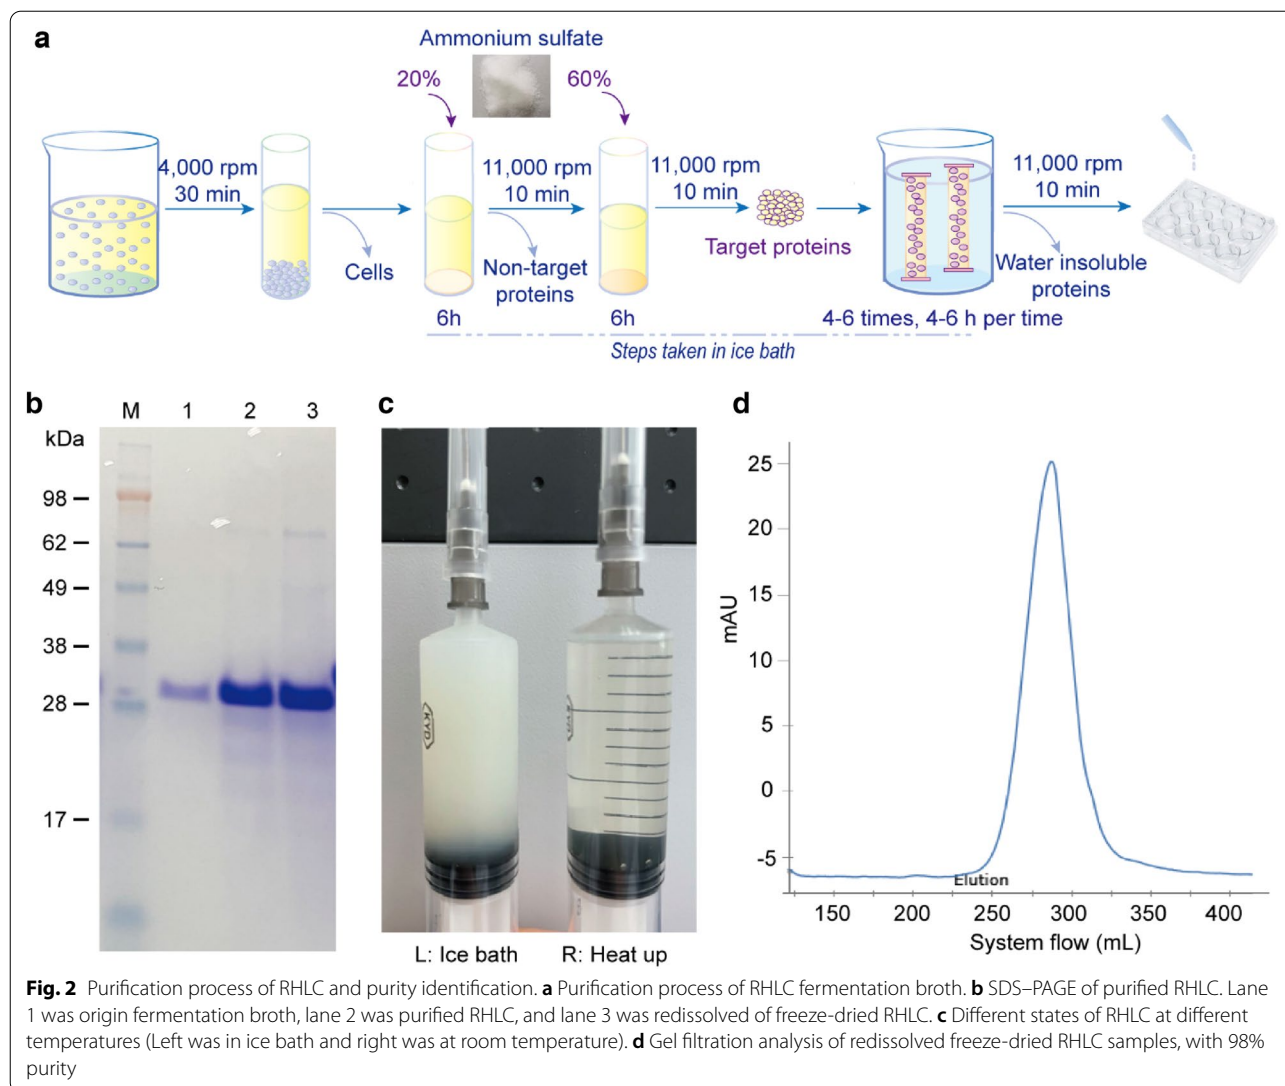 a
Ammonium sulfate
20%
60%
4,000 rpm
30 min
11,000 rpm
10 min
11,000 rpm
10 min
11,000 rpm
10 min
Cells
Non-target
proteins
Target proteins
Water insoluble
proteins
6h
6h
4-6 times, 4-6 h per time
Steps taken in ice bath
b
M 1 2 3
kDa
98
62
49
38
28
17
c
KYD
KYD
L: Ice bath
R: Heat up
d
mAU
25
20
15
10
5
0
-5
Elution
150 200 250 300 350 400
System flow (mL)
Fig. 2 Purification process of RHLC and purity identification. a Purification process of RHLC fermentation broth. b SDS–PAGE of purified RHLC. Lane
1 was origin fermentation broth, lane 2 was purified RHLC, and lane 3 was redissolved of freeze-dried RHLC. c Different states of RHLC at different
temperatures (Left was in ice bath and right was at room temperature). d Gel filtration analysis of redissolved freeze-dried RHLC samples, with 98%
purity